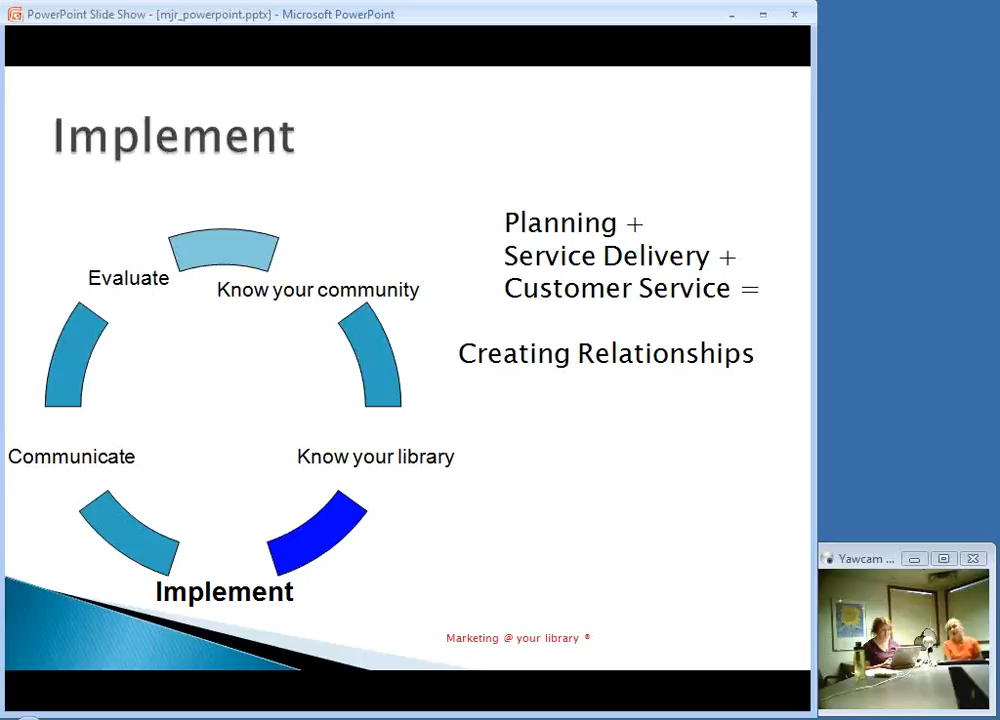 PowerPoint Slide Show - [mjr_powerpoint.pptx] - Microsoft PowerPoint
Implement
Planning +
Service Delivery +
Customer Service =
Creating Relationships
Evaluate
Know your community
Communicate
Know your library
Implement
Marketing @ your library ®
Yawcam ...